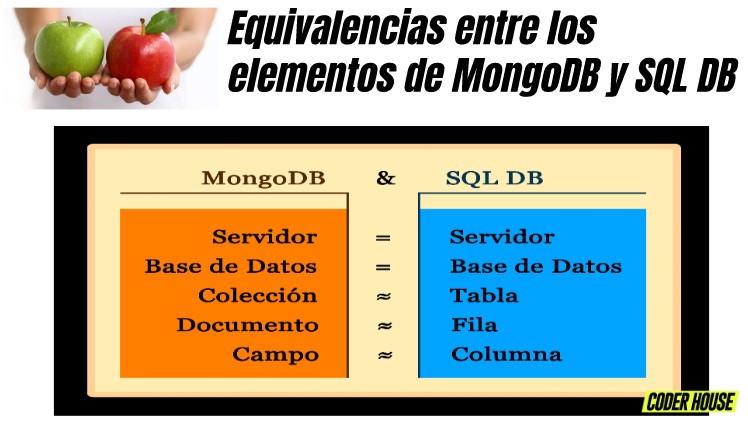 Equivalencias entre los
elementos de MongoDB y SQL DB
MongoDB & SQL DB
Servidor = Servidor
Base de Datos = Base de Datos
Colección ≈ Tabla
Documento ≈ Fila
Campo ≈ Columna
CODER HOUSE